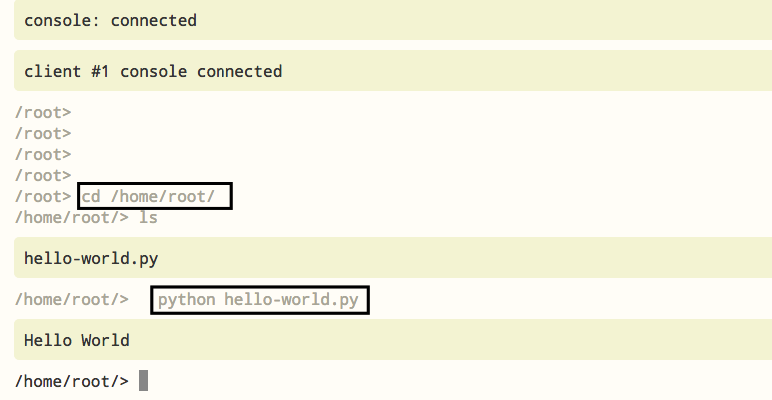 console: connected
client #1 console connected
/root>
/root>
/root>
/root>
/root> cd /home/root/
/home/root/> ls
hello-world.py
/home/root/> python hello-world.py
Hello World
/home/root/>